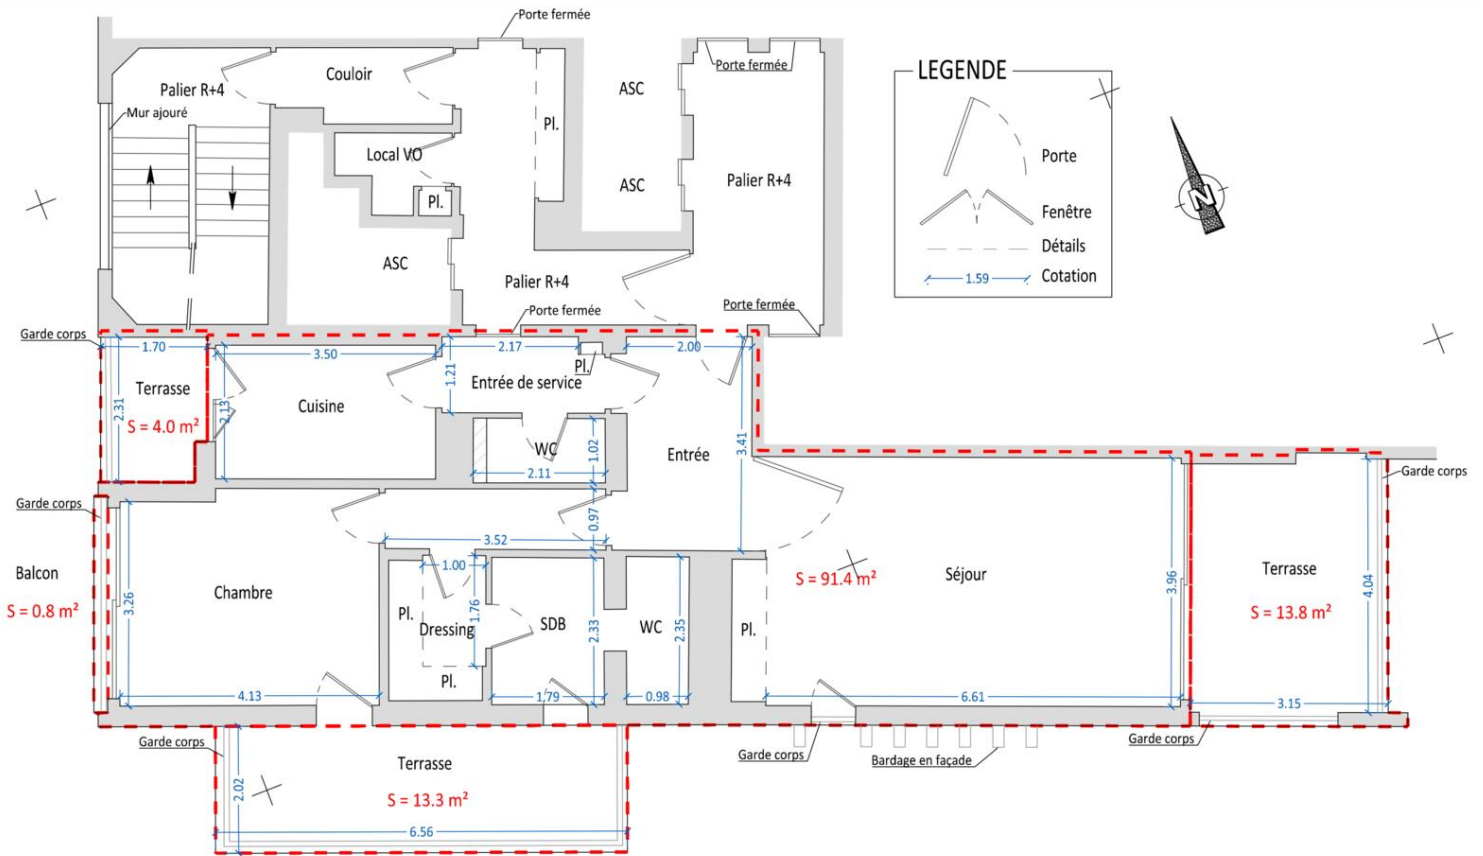 Porte fermée
LEGENDE
Couloir
Porte fermée
Palier R+4
ASC
Mur ajouré
Pl.
Porte
Local VO
ASC
Palier R+4
Pl.
Fenêtre
N
Détails
ASC
Palier R+4
1.59
Cotation
Porte fermée
Porte fermée
Garde corps
1.70
3.50
2.17
2.00
Pl.
1.21
Terrasse
Entrée de service
2.31
2.13
Cuisine
S = 4.0 m²
3.41
WC
1.02
Entrée
2.11
Garde corps
Garde corps
0.97
3.52
1.00
Balcon
S = 0.8 m²
Chambre
3.26
S = 91.4 m²
Séjour
3.96
Terrasse
4.04
S = 13.8 m²
Pl.
1.76
Dressing
SDB
2.33
WC
2.35
Pl.
Pl.
4.13
1.79
0.98
6.61
3.15
Garde corps
Garde corps
Garde corps
Bardage en façade
Terrasse
2.02
S = 13.3 m²
6.56